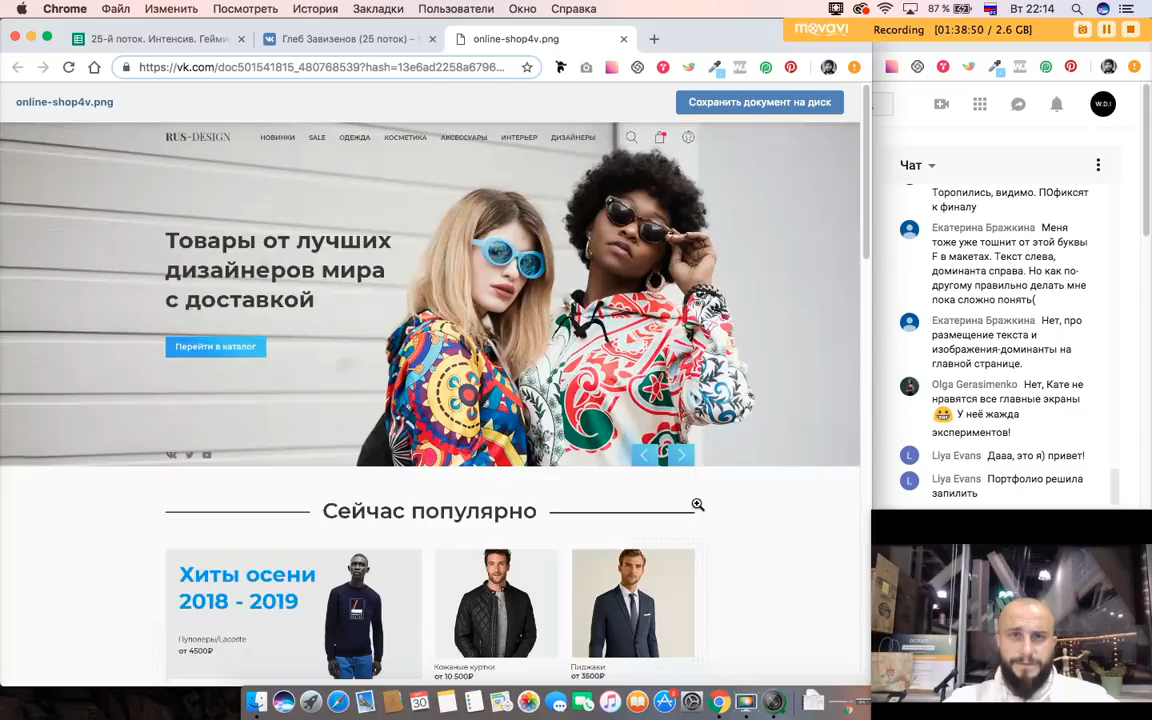 Chrome Файл Изменить Посмотреть История Закладки Пользователи Окно Справка
87 % Вт 22:14
25-й поток. Интенсив. Гейми
Глеб Завизенов (25 поток) –
online-shop4v.png
movavi
Recording [01:38:50 / 2.6 GB]
https://vk.com/doc501541815_480768539?hash=13e6ad2258a6796...
online-shop4v.png
Сохранить документ на диск
W.D.I
RUS-DESIGN НОВИНКИ SALE ОДЕЖДА КОСМЕТИКА АКСЕССУАРЫ ИНТЕРЬЕР ДИЗАЙНЕРЫ
Товары от лучших
дизайнеров мира
с доставкой
Перейти в каталог
Сейчас популярно
Хиты осени
2018 - 2019
Пуловеры/Lacoste
от 4500₽
Кожаные куртки
от 10 500₽
Пиджаки
от 3500₽
Чат
Торопились, видимо. ПОфиксят
к финалу
Екатерина Бражкина Меня
тоже уже тошнит от этой буквы
F в макетах. Текст слева,
доминанта справа. Но как по-
другому правильно делать мне
пока сложно понять(
Екатерина Бражкина Нет, про
размещение текста и
изображения-доминанты на
главной странице.
Olga Gerasimenko Нет, Кате не
нравятся все главные экраны
У неё жажда
экспериментов!
L Liya Evans Дааа, это я) привет!
L Liya Evans Портфолио решила
запилить
30